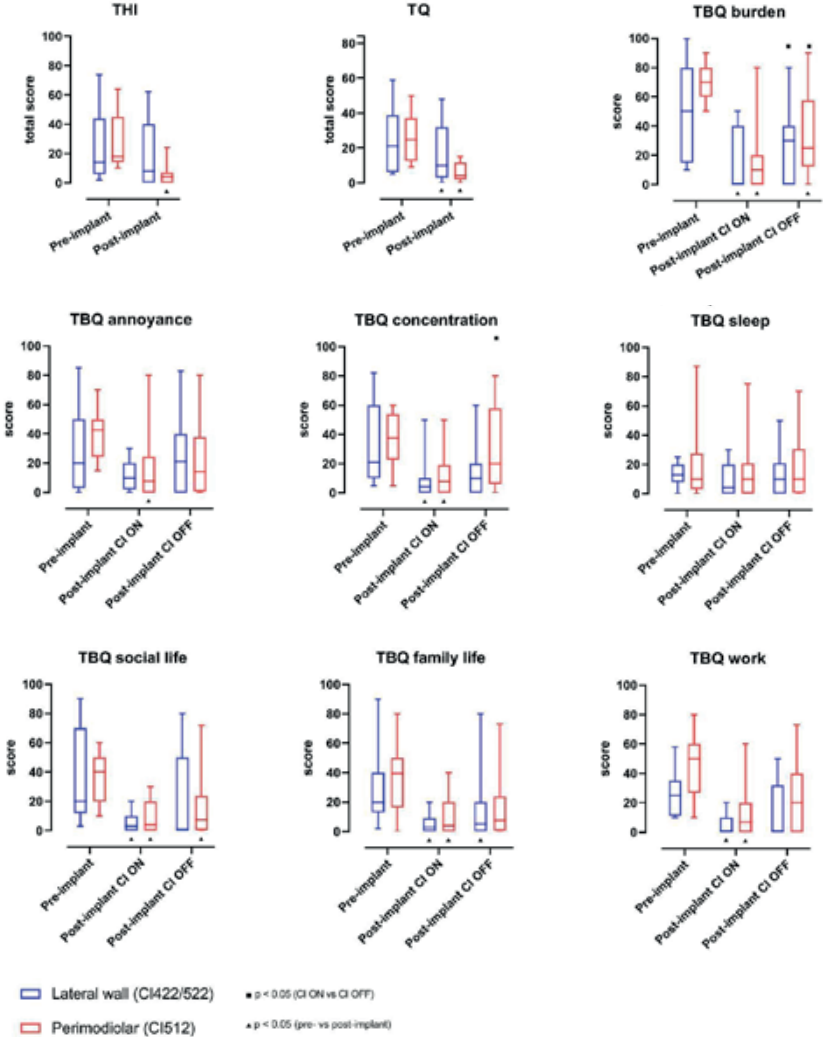 THI
TQ
TBQ burden
total score
100
80
60
40
20
0
Pre-implant
Post-implant
total score
80
60
40
20
0
Pre-implant
Post-implant
score
100
80
60
40
20
0
Pre-implant
Post-implant CI ON
Post-implant CI OFF
TBQ annoyance
TBQ concentration
TBQ sleep
score
100
80
60
40
20
0
Pre-implant
Post-implant CI ON
Post-implant CI OFF
score
100
80
60
40
20
0
Pre-implant
Post-implant CI ON
Post-implant CI OFF
score
100
80
60
40
20
0
Pre-implant
Post-implant CI ON
Post-implant CI OFF
TBQ social life
TBQ family life
TBQ work
score
100
80
60
40
20
0
Pre-implant
Post-implant CI ON
Post-implant CI OFF
score
100
80
60
40
20
0
Pre-implant
Post-implant CI ON
Post-implant CI OFF
score
100
80
60
40
20
0
Pre-implant
Post-implant CI ON
Post-implant CI OFF
Lateral wall (CI422/522)
■ p < 0.05 (CI ON vs CI OFF)
Perimodiolar (CI512)
▲ p < 0.05 (pre- vs post-implant)